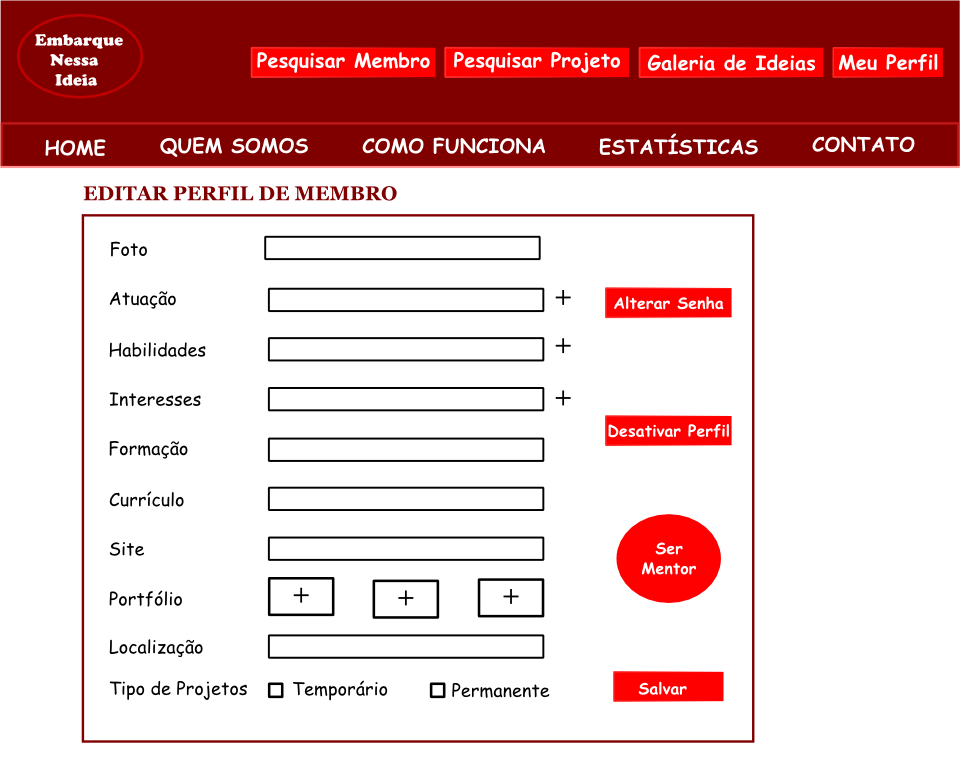 Embarque
Nessa
Ideia
Pesquisar Membro
Pesquisar Projeto
Galeria de Ideias
Meu Perfil
HOME
QUEM SOMOS
COMO FUNCIONA
ESTATÍSTICAS
CONTATO
EDITAR PERFIL DE MEMBRO
Foto
Atuação
+
Alterar Senha
Habilidades
+
Interesses
+
Desativar Perfil
Formação
Currículo
Site
Ser
Mentor
Portfólio
+
+
+
Localização
Tipo de Projetos
Temporário
Permanente
Salvar